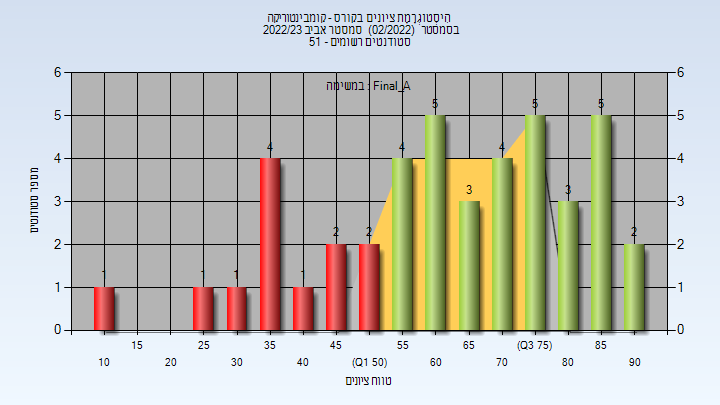 הִיסְטוֹגְרָמַת ציונים בקורס - קומבינטוריקה
בסמסטר (02/2022) סמסטר אביב 2022/23
סטודנטים רשומים - 51
במשימה : Final_A
מספר סטודנטים
6 6
5 5
4 4
3 3
2 2
1 1
0 0
1 1 1 4 1 2 2 4 5 3 4 5 3 5 2
15 25 35 45 55 65 (Q3 75) 85
10 20 30 40 (Q1 50) 60 70 80 90
טווח ציונים